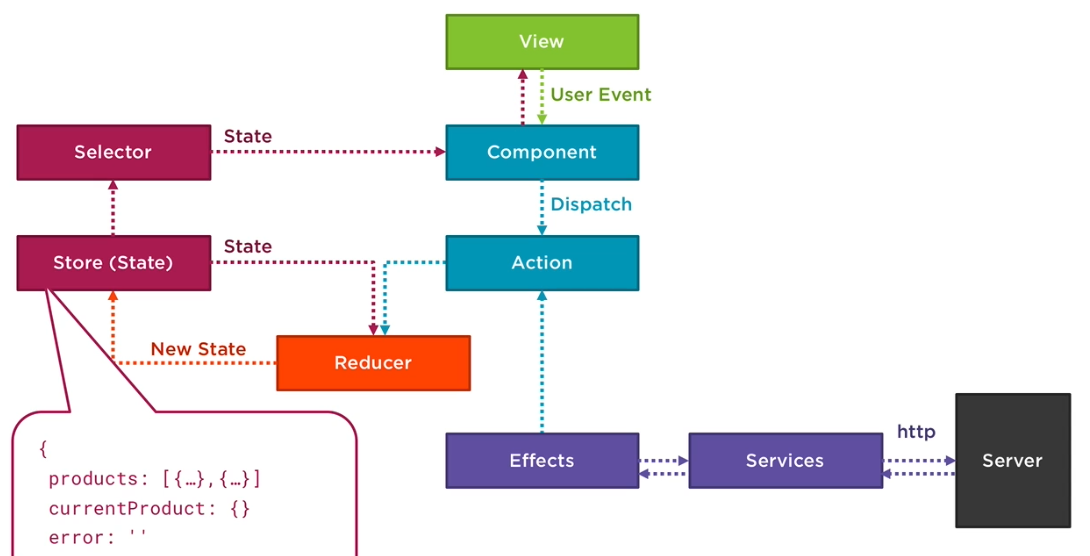 View
User Event
State
Selector
Component
Dispatch
State
Store (State)
Action
New State
Reducer
http
Effects
Services
Server
{
products: [{…},{…}]
currentProduct: {}
error: ''